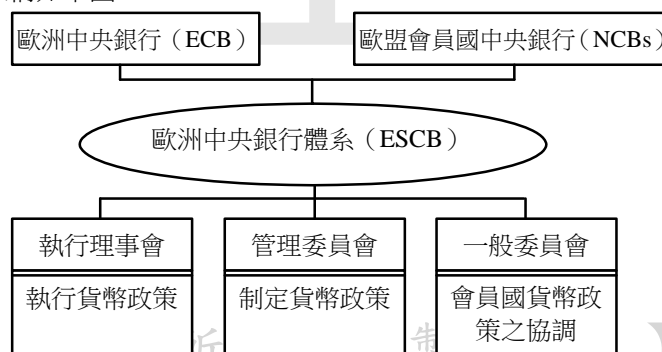 歐洲中央銀行（ECB）
歐盟會員國中央銀行（NCBs）
歐洲中央銀行體系（ESCB）
執行理事會
管理委員會
一般委員會
執行貨幣政策
制定貨幣政策
會員國貨幣政
策之協調